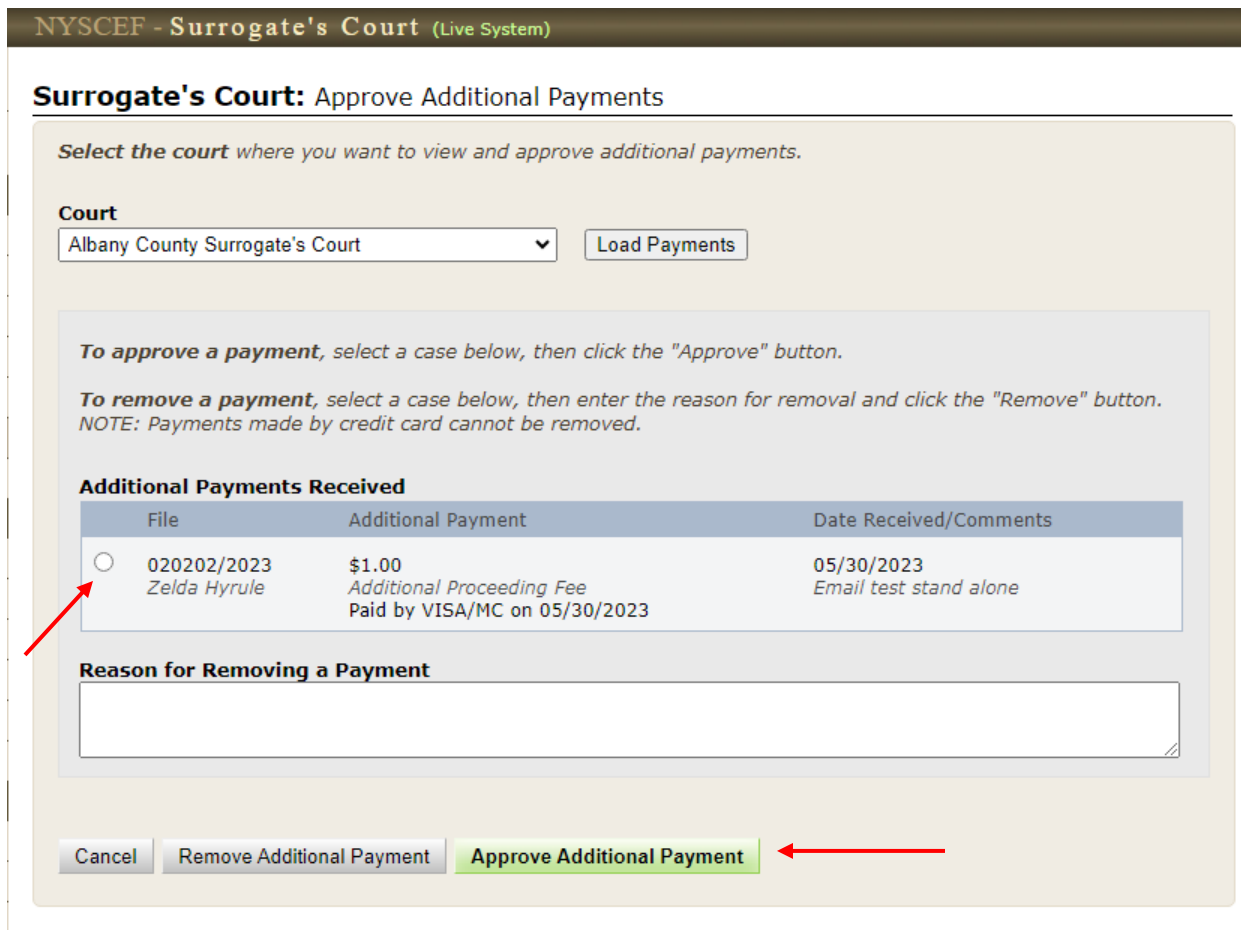 NYSCEF - Surrogate's Court (Live System)
Surrogate's Court: Approve Additional Payments
Select the court where you want to view and approve additional payments.
Court
Albany County Surrogate's Court
Load Payments
To approve a payment, select a case below, then click the "Approve" button.
To remove a payment, select a case below, then enter the reason for removal and click the "Remove" button.
NOTE: Payments made by credit card cannot be removed.
Additional Payments Received
File Additional Payment Date Received/Comments
020202/2023 $1.00 05/30/2023
Zelda Hyrule Additional Proceeding Fee Email test stand alone
Paid by VISA/MC on 05/30/2023
Reason for Removing a Payment
Cancel Remove Additional Payment Approve Additional Payment